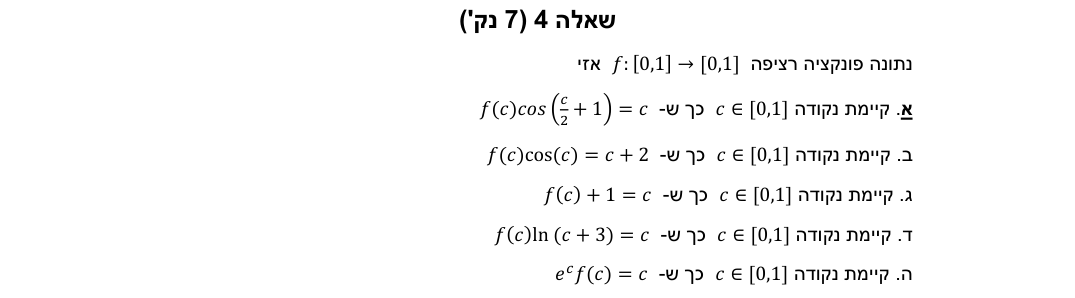 שאלה 4 (7 נק')
נתונה פונקציה רציפה f: [0,1] → [0,1] אזי
א. קיימת נקודה c ∈ [0,1] כך ש- f(c)cos(c/2 + 1) = c
ב. קיימת נקודה c ∈ [0,1] כך ש- f(c)cos(c) = c + 2
ג. קיימת נקודה c ∈ [0,1] כך ש- f(c) + 1 = c
ד. קיימת נקודה c ∈ [0,1] כך ש- f(c)ln (c + 3) = c
ה. קיימת נקודה c ∈ [0,1] כך ש- e^c f(c) = c